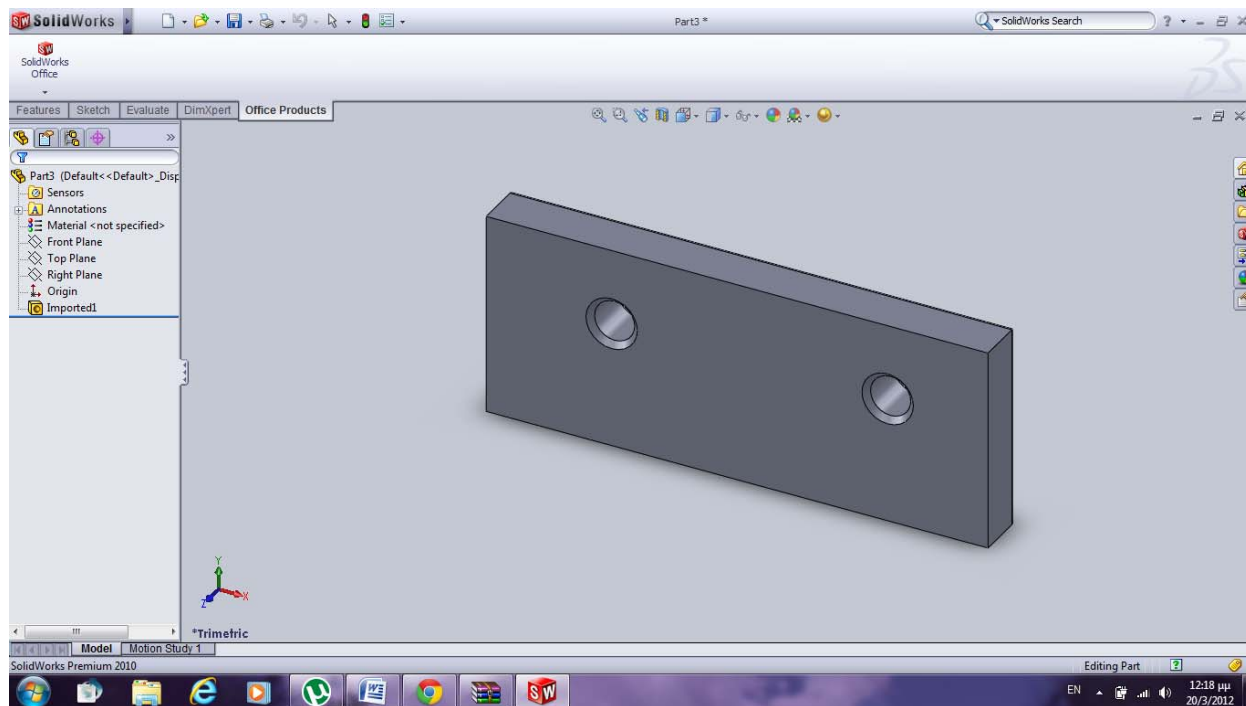 SolidWorks
Part3 *
SolidWorks Search
SolidWorks
Office
Features Sketch Evaluate DimXpert Office Products
Part3 (Default<<Default>_Disp
Sensors
Annotations
Material <not specified>
Front Plane
Top Plane
Right Plane
Origin
Imported1
Y
X
Z
*Trimetric
Model Motion Study 1
SolidWorks Premium 2010
Editing Part
EN
12:18 μμ
20/3/2012